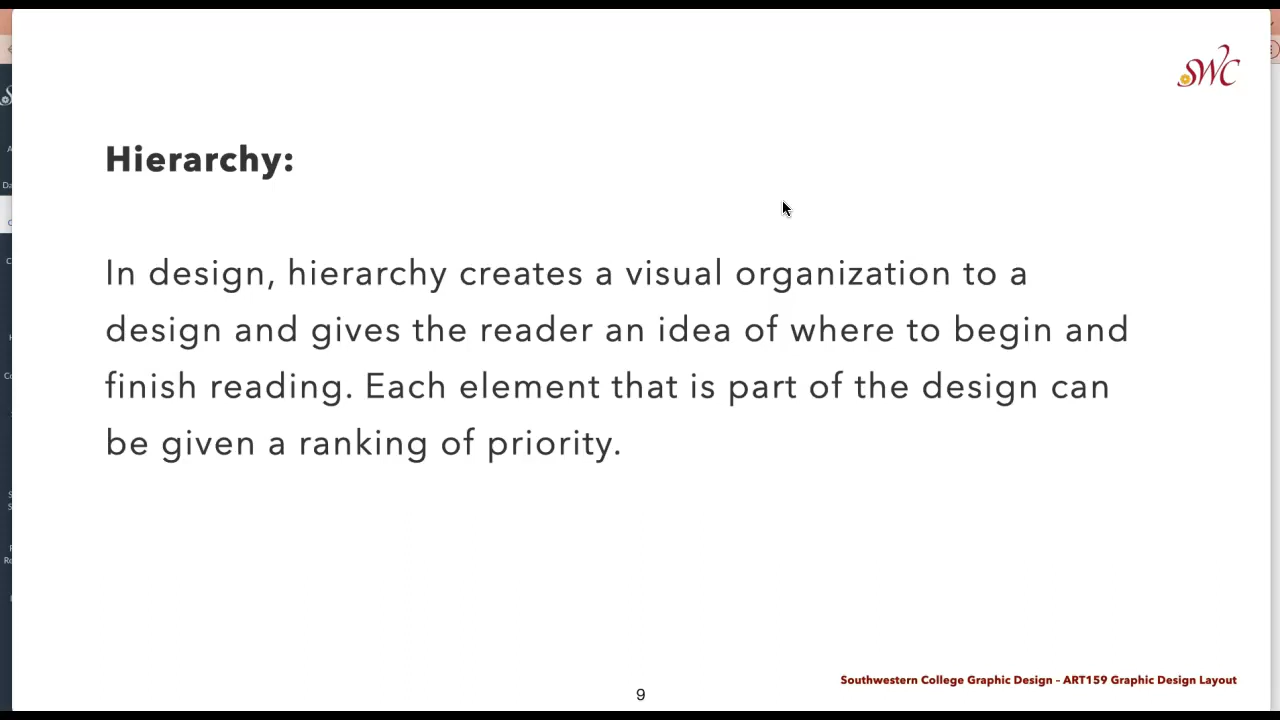 SWC
Hierarchy:
In design, hierarchy creates a visual organization to a
design and gives the reader an idea of where to begin and
finish reading. Each element that is part of the design can
be given a ranking of priority.
Southwestern College Graphic Design – ART159 Graphic Design Layout
9